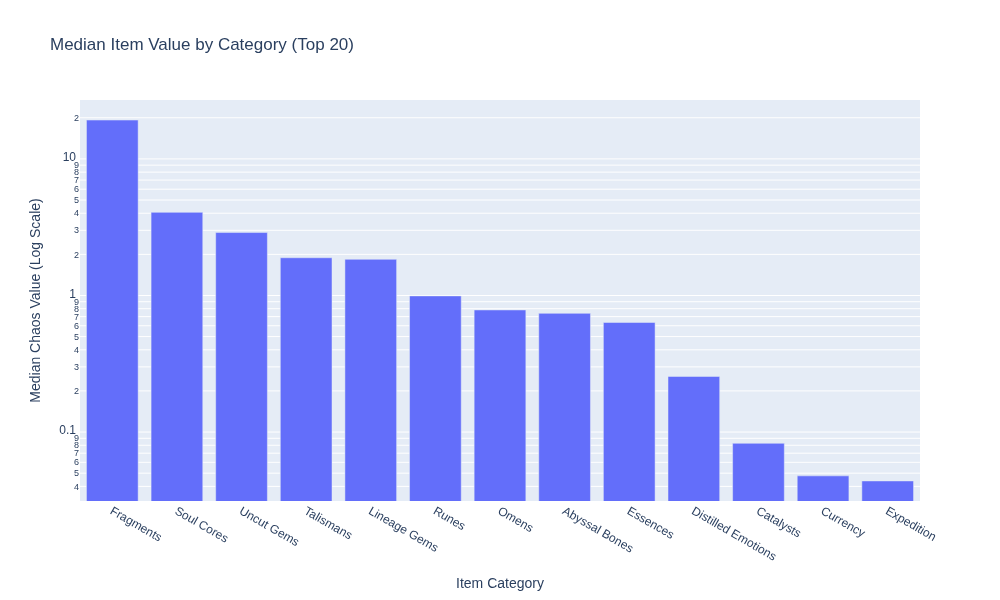 Median Item Value by Category (Top 20)
Median Chaos Value (Log Scale)
2
10
9
8
7
6
5
4
3
2
1
9
8
7
6
5
4
3
2
0.1
9
8
7
6
5
4
Fragments
Soul Cores
Uncut Gems
Talismans
Lineage Gems
Runes
Omens
Abyssal Bones
Essences
Distilled Emotions
Catalysts
Currency
Expedition
Item Category